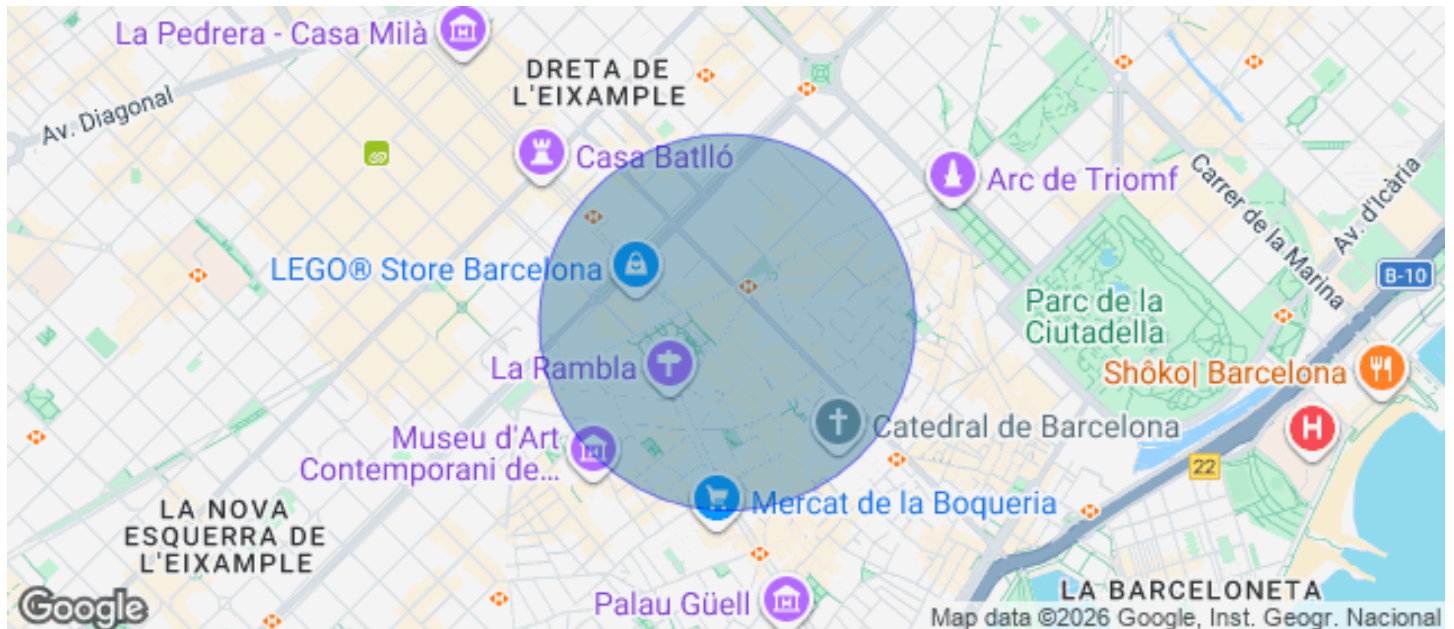 La Pedrera - Casa Milà
DRETA DE
L'EIXAMPLE
Av. Diagonal
Casa Batlló
Arc de Triomf
Carrer de la Marina
Av. d'Icària
LEGO® Store Barcelona
B-10
Parc de la
Ciutadella
La Rambla
Shôko| Barcelona
Museu d'Art
Contemporani de...
Catedral de Barcelona
H
22
Mercat de la Boqueria
LA NOVA
ESQUERRA DE
L'EIXAMPLE
LA BARCELONETA
Palau Güell
Google
Map data ©2026 Google, Inst. Geogr. Nacional